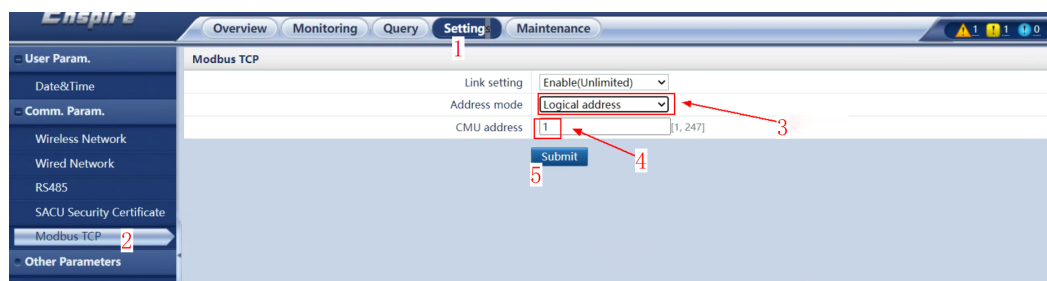 Enspire
Overview Monitoring Query Settings Maintenance
1 1 0
1
User Param.
Modbus TCP
Date&Time
Link setting Enable(Unlimited)
Comm. Param.
Address mode Logical address
3
Wireless Network
CMU address 1 [1, 247]
Wired Network
Submit
4
5
RS485
SACU Security Certificate
Modbus TCP
2
Other Parameters